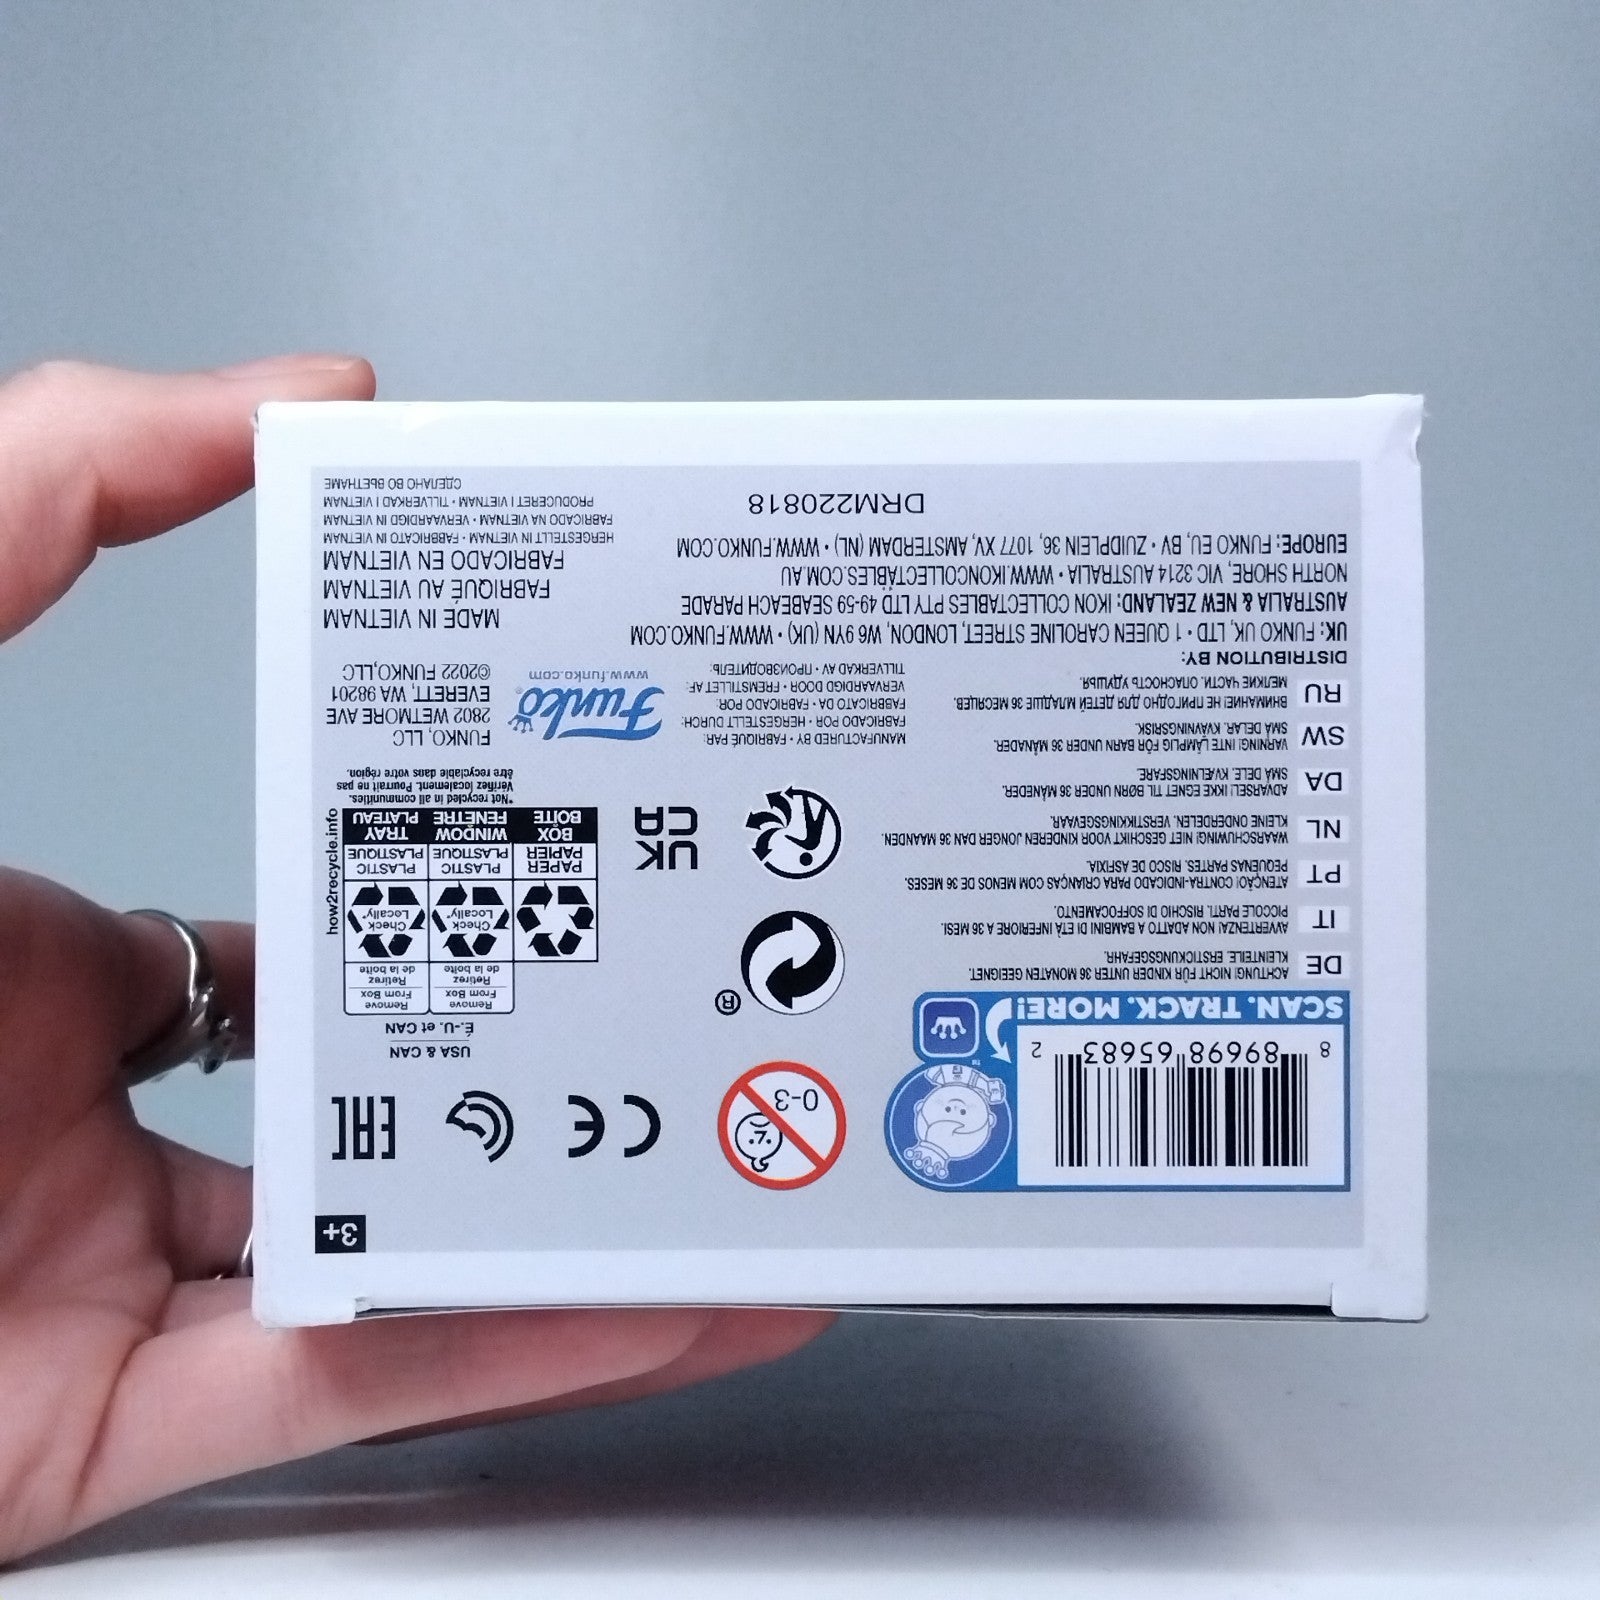 3+
8 89698 65683 2
SCAN. TRACK. MORE!
™
0-3
CE
EAC
DE
ACHTUNG! NICHT FÜR KINDER UNTER 36 MONATEN GEEIGNET.
KLEINTEILE. ERSTICKUNGSGEFAHR.
IT
AVVERTENZA! NON ADATTO A BAMBINI DI ETÀ INFERIORE A 36 MESI.
PICCOLE PARTI. RISCHIO DI SOFFOCAMENTO.
PT
ATENÇÃO! CONTRA-INDICADO PARA CRIANÇAS COM MENOS DE 36 MESES.
PEQUENAS PARTES. RISCO DE ASFIXIA.
NL
WAARSCHUWING! NIET GESCHIKT VOOR KINDEREN JONGER DAN 36 MAANDEN.
KLEINE ONDERDELEN. VERSTIKKINGSGEVAAR.
DA
ADVARSEL! IKKE EGNET TIL BØRN UNDER 36 MÅNEDER.
SMÅ DELE. KVÆLNINGSFARE.
SW
VARNING! INTE LÄMPLIG FÖR BARN UNDER 36 MÅNADER.
SMÅ DELAR. KVÄVNINGSRISK.
RU
ВНИМАНИЕ! НЕ ПРИГОДНО ДЛЯ ДЕТЕЙ МЛАДШЕ 36 МЕСЯЦЕВ.
МЕЛКИЕ ЧАСТИ. ОПАСНОСТЬ УДУШЬЯ.
®
UK
CA
USA & CAN
É.-U. et CAN
Remove From Box
Retirez de la boîte
Remove From Box
Retirez de la boîte
Check Locally*
Check Locally*
PAPER
PAPIER
PLASTIC
PLASTIQUE
PLASTIC
PLASTIQUE
BOX
BOÎTE
WINDOW
FENÊTRE
TRAY
PLATEAU
how2recycle.info
*Not recycled in all communities.
Vérifiez localement. Pourrait ne pas
être recyclable dans votre région.
MANUFACTURED BY • FABRIQUÉ PAR:
FABRICADO POR • HERGESTELLT DURCH:
FABBRICATO DA • FABRICADO POR:
VERVAARDIGD DOOR • FREMSTILLET AF:
TILLVERKAD AV • ПРОИЗВОДИТЕЛЬ:
Funko®
www.funko.com
FUNKO, LLC
2802 WETMORE AVE
EVERETT, WA 98201
©2022 FUNKO,LLC
DISTRIBUTION BY:
UK: FUNKO UK, LTD • 1 QUEEN CAROLINE STREET, LONDON, W6 9YN (UK) • WWW.FUNKO.COM
AUSTRALIA & NEW ZEALAND: IKON COLLECTABLES PTY LTD 49-59 SEABEACH PARADE
NORTH SHORE, VIC 3214 AUSTRALIA • WWW.IKONCOLLECTABLES.COM.AU
EUROPE: FUNKO EU, BV • ZUIDPLEIN 36, 1077 XV, AMSTERDAM (NL) • WWW.FUNKO.COM
DRM220818
MADE IN VIETNAM
FABRIQUÉ AU VIETNAM
FABRICADO EN VIETNAM
HERGESTELLT IN VIETNAM • FABBRICATO IN VIETNAM
FABRICADO NA VIETNAM • VERVAARDIGD IN VIETNAM
PRODUCERET I VIETNAM • TILLVERKAD I VIETNAM
СДЕЛАНО ВО ВЬЕТНАМЕ